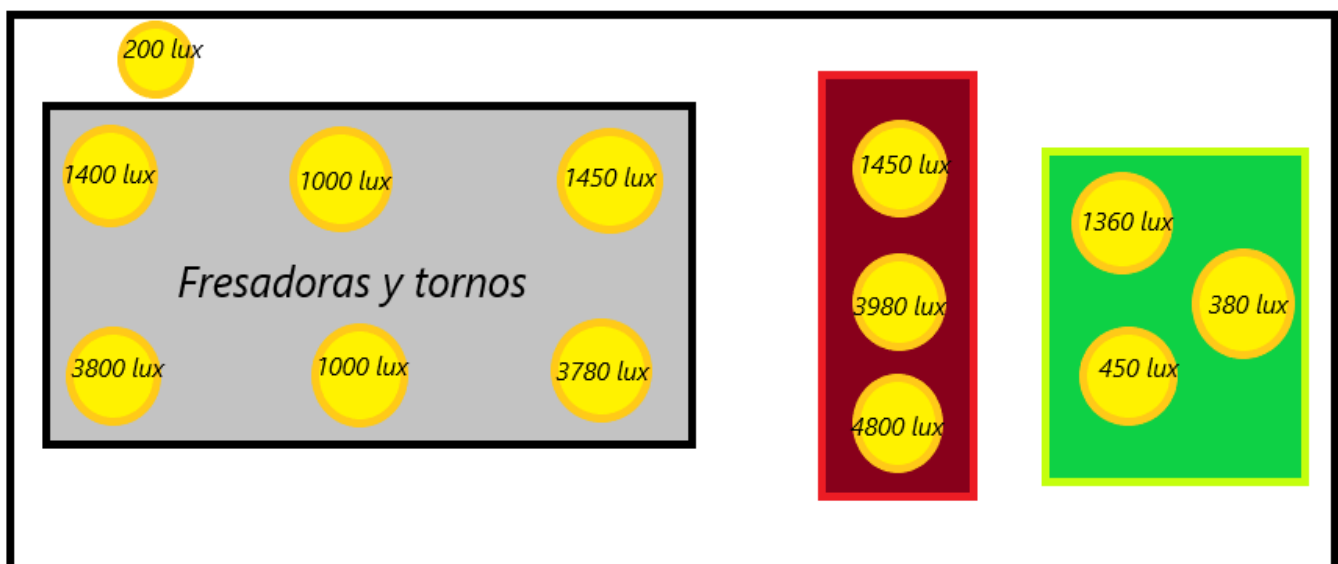 200 lux
1400 lux
1000 lux
1450 lux
Fresadoras y tornos
3800 lux
1000 lux
3780 lux
1450 lux
3980 lux
4800 lux
1360 lux
380 lux
450 lux